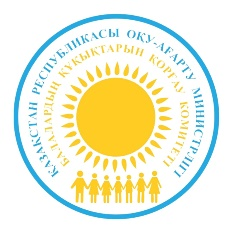 ҚАЗАҚСТАН РЕСПУБЛИКАСЫ ОҚУ-АҒАРТУ МИНИСТРЛІГІ
БАЛАЛАРДЫҢ ҚҰҚЫҚТАРЫН ҚОРҒАУ КОМИТЕТІ